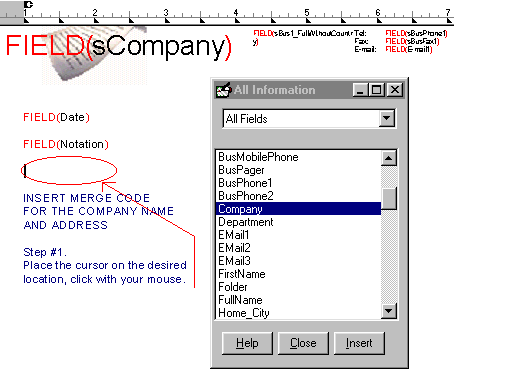 1 2 3 4 5 6 7
FIELD(sCompany)
FIELD(sBus1_FullWithoutCountr
y)
Tel: FIELD(sBusPhone1)
Fax: FIELD(sBusFax1)
E-mail: FIELD(EMail1)
FIELD(Date)
FIELD(Notation)
INSERT MERGE CODE
FOR THE COMPANY NAME
AND ADDRESS
Step #1.
Place the cursor on the desired
location, click with your mouse.
All Information
All Fields
BusMobilePhone
BusPager
BusPhone1
BusPhone2
Company
Department
EMail1
EMail2
EMail3
FirstName
Folder
FullName
Home_City
Help Close Insert